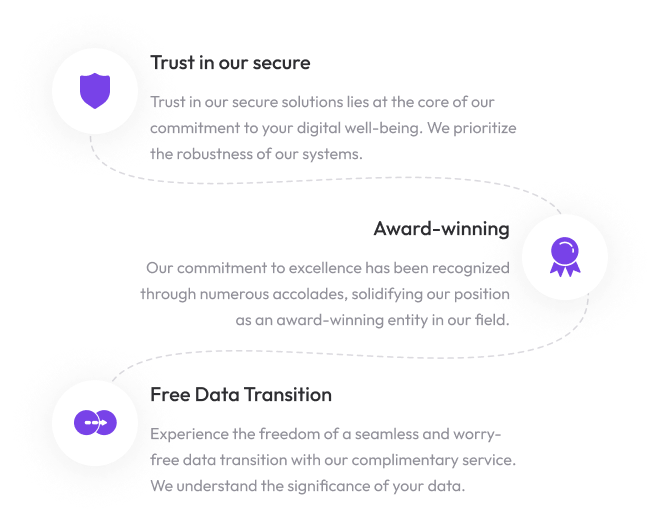 Trust in our secure
Trust in our secure solutions lies at the core of our
commitment to your digital well-being. We prioritize
the robustness of our systems.
Award-winning
Our commitment to excellence has been recognized
through numerous accolades, solidifying our position
as an award-winning entity in our field.
Free Data Transition
Experience the freedom of a seamless and worry-
free data transition with our complimentary service.
We understand the significance of your data.